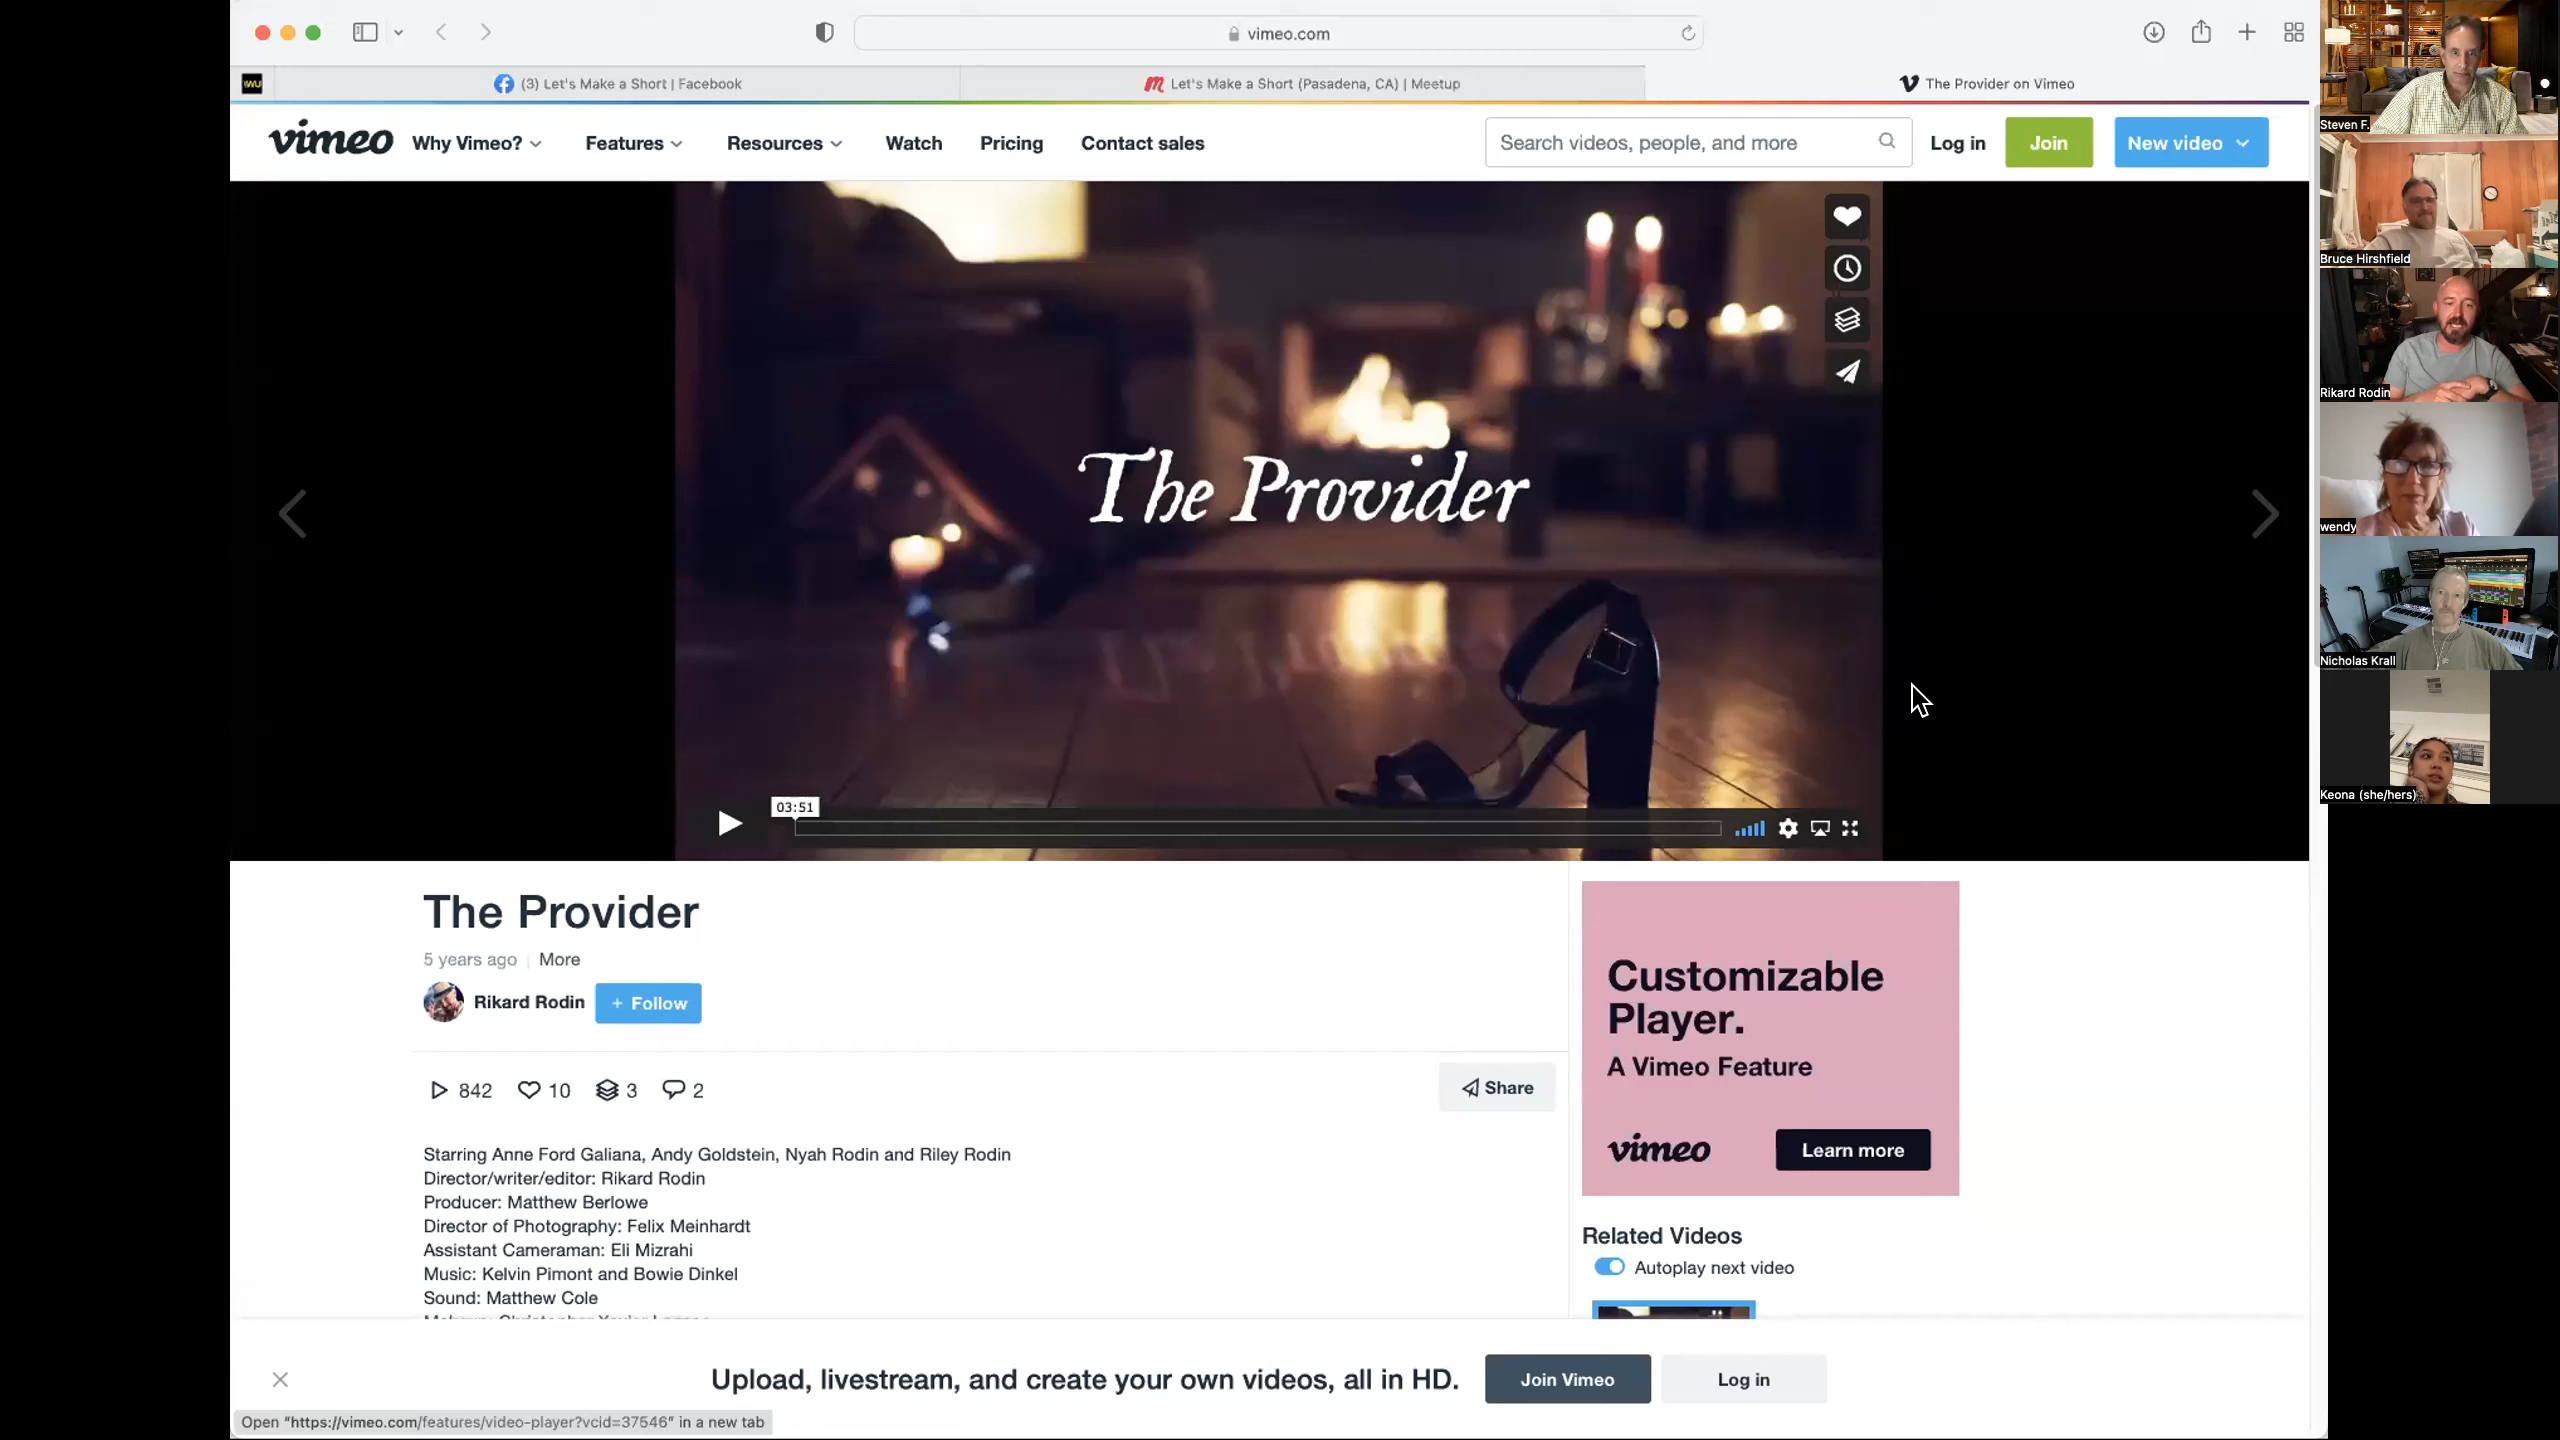 vimeo.com
WU
(3) Let's Make a Short | Facebook
Let's Make a Short (Pasadena, CA) | Meetup
The Provider on Vimeo
vimeo
Why Vimeo?
Features
Resources
Watch
Pricing
Contact sales
Search videos, people, and more
Log in
Join
New video
The Provider
03:51
The Provider
5 years ago | More
Rikard Rodin
+ Follow
842
10
3
2
Share
Starring Anne Ford Galiana, Andy Goldstein, Nyah Rodin and Riley Rodin
Director/writer/editor: Rikard Rodin
Producer: Matthew Berlowe
Director of Photography: Felix Meinhardt
Assistant Cameraman: Eli Mizrahi
Music: Kelvin Pimont and Bowie Dinkel
Sound: Matthew Cole
Customizable
Player.
A Vimeo Feature
vimeo
Learn more
Related Videos
Autoplay next video
Upload, livestream, and create your own videos, all in HD.
Join Vimeo
Log in
Open "https://vimeo.com/features/video-player?vcid=37546" in a new tab
Steven F.
Bruce Hirshfield
Rikard Rodin
wendy
Nicholas Krall
Keona (she/hers)